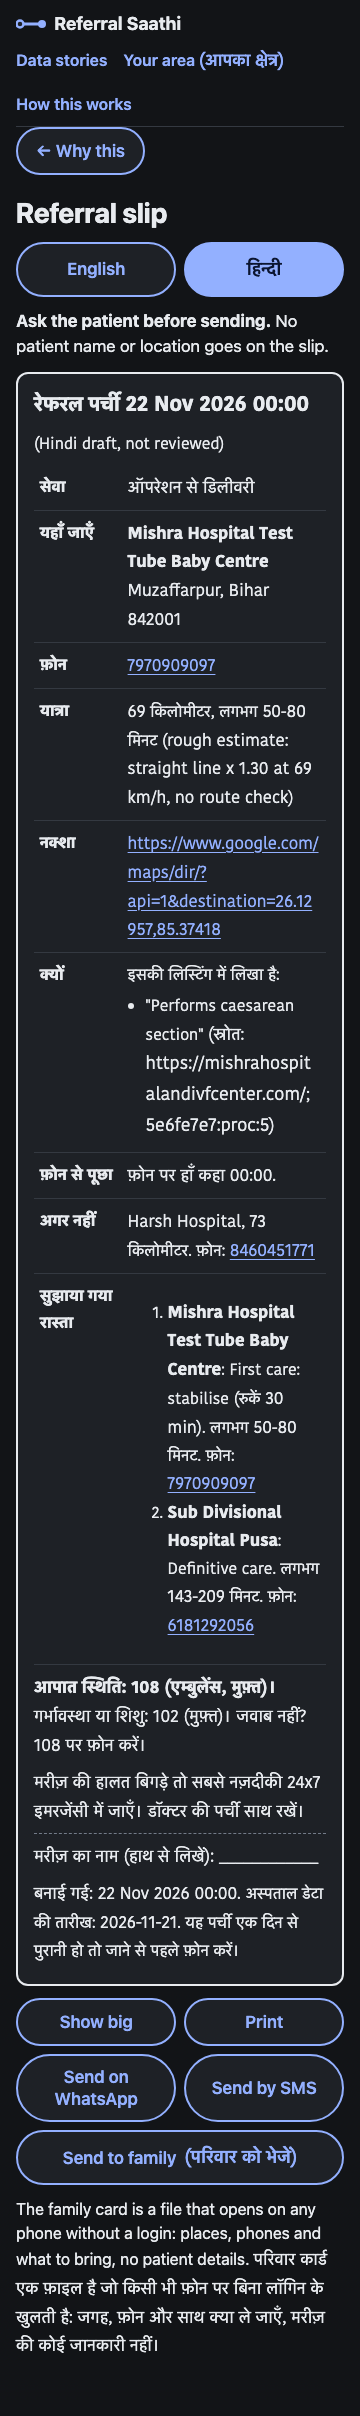 Referral Saathi
Data stories Your area (आपका क्षेत्र)
How this works
← Why this
Referral slip
English हिन्दी
Ask the patient before sending. No
patient name or location goes on the slip.
रेफरल पर्ची 22 Nov 2026 00:00
(Hindi draft, not reviewed)
सेवा ऑपरेशन से डिलीवरी
यहाँ जाएँ Mishra Hospital Test
Tube Baby Centre
Muzaffarpur, Bihar
842001
फ़ोन 7970909097
यात्रा 69 किलोमीटर, लगभग 50-80
मिनट (rough estimate:
straight line x 1.30 at 69
km/h, no route check)
नक्शा https://www.google.com/
maps/dir/?
api=1&destination=26.12
957,85.37418
क्यों इसकी लिस्टिंग में लिखा है:
• "Performs caesarean
section" (स्रोत:
https://mishrahospit
alandivfcenter.com/;
5e6fe7e7:proc:5)
फ़ोन से पूछा फ़ोन पर हाँ कहा 00:00.
अगर नहीं Harsh Hospital, 73
किलोमीटर. फ़ोन: 8460451771
सुझाया गया
रास्ता
1. Mishra Hospital
Test Tube Baby
Centre: First care:
stabilise (रुकें 30
min). लगभग 50-80
मिनट. फ़ोन:
7970909097
2. Sub Divisional
Hospital Pusa:
Definitive care. लगभग
143-209 मिनट. फ़ोन:
6181292056
आपात स्थिति: 108 (एम्बुलेंस, मुफ़्त)।
गर्भावस्था या शिशु: 102 (मुफ़्त)। जवाब नहीं?
108 पर फ़ोन करें।
मरीज़ की हालत बिगड़े तो सबसे नज़दीकी 24x7
इमरजेंसी में जाएँ। डॉक्टर की पर्ची साथ रखें।
मरीज़ का नाम (हाथ से लिखें): ____________
बनाई गई: 22 Nov 2026 00:00. अस्पताल डेटा
की तारीख: 2026-11-21. यह पर्ची एक दिन से
पुरानी हो तो जाने से पहले फ़ोन करें।
Show big Print
Send on
WhatsApp
Send by SMS
Send to family (परिवार को भेजें)
The family card is a file that opens on any
phone without a login: places, phones and
what to bring, no patient details. परिवार कार्ड
एक फ़ाइल है जो किसी भी फ़ोन पर बिना लॉगिन के
खुलती है: जगह, फ़ोन और साथ क्या ले जाएँ, मरीज़
की कोई जानकारी नहीं।